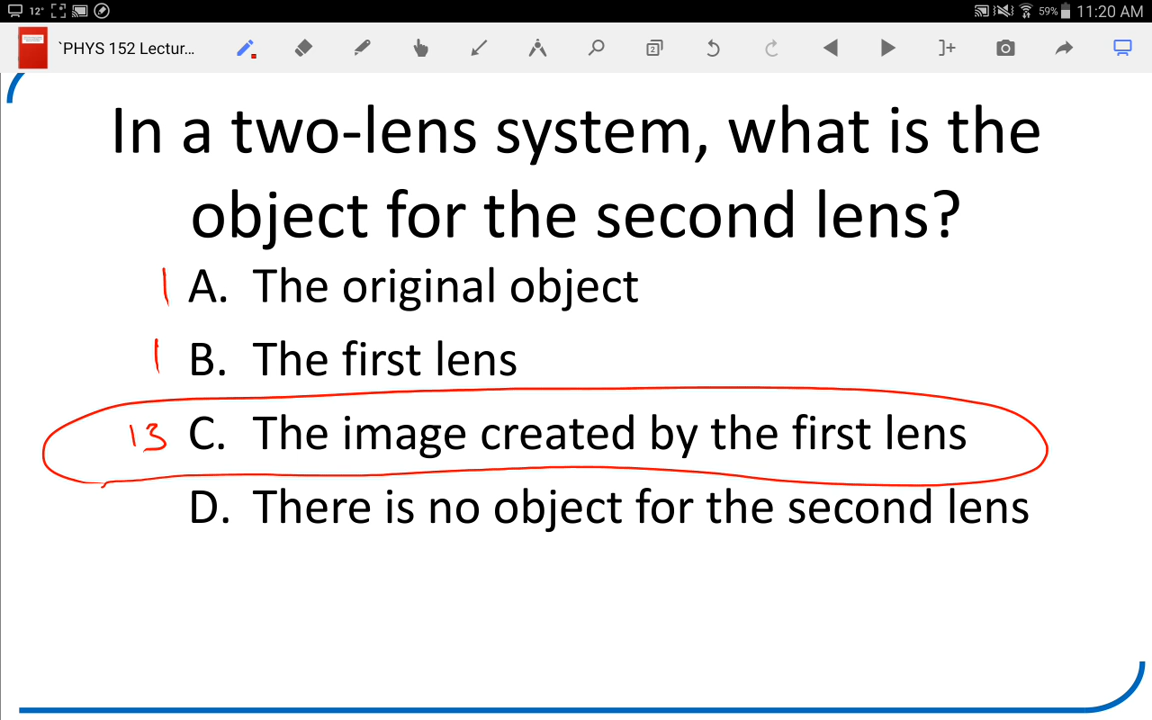 12°
59% 11:20 AM
`PHYS 152 Lectur...
2
In a two-lens system, what is the
object for the second lens?
1 A. The original object
1 B. The first lens
13 C. The image created by the first lens
D. There is no object for the second lens